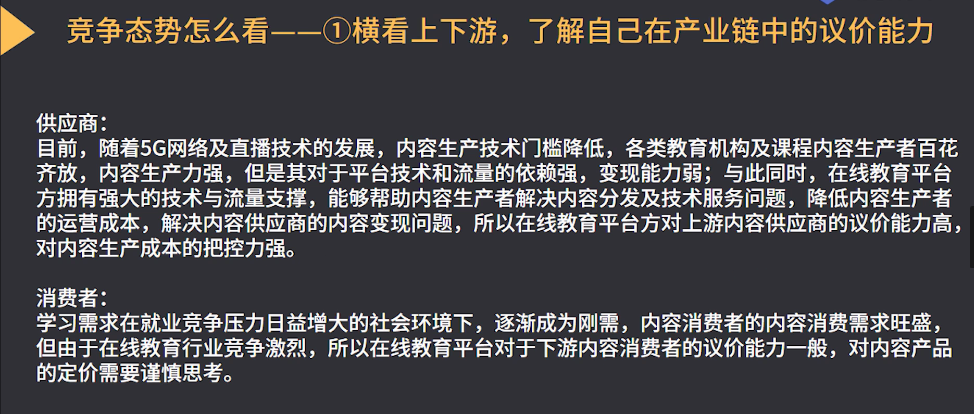 竞争态势怎么看——①横看上下游，了解自己在产业链中的议价能力
供应商：
目前，随着5G网络及直播技术的发展，内容生产技术门槛降低，各类教育机构及课程内容生产者百花
齐放，内容生产力强，但是其对于平台技术和流量的依赖强，变现能力弱；与此同时，在线教育平台
方拥有强大的技术与流量支撑，能够帮助内容生产者解决内容分发及技术服务问题，降低内容生产者
的运营成本，解决内容供应商的内容变现问题，所以在线教育平台方对上游内容供应商的议价能力高，
对内容生产成本的把控力强。
消费者：
学习需求在就业竞争压力日益增大的社会环境下，逐渐成为刚需，内容消费者的内容消费需求旺盛，
但由于在线教育行业竞争激烈，所以在线教育平台对于下游内容消费者的议价能力一般，对内容产品
的定价需要谨慎思考。